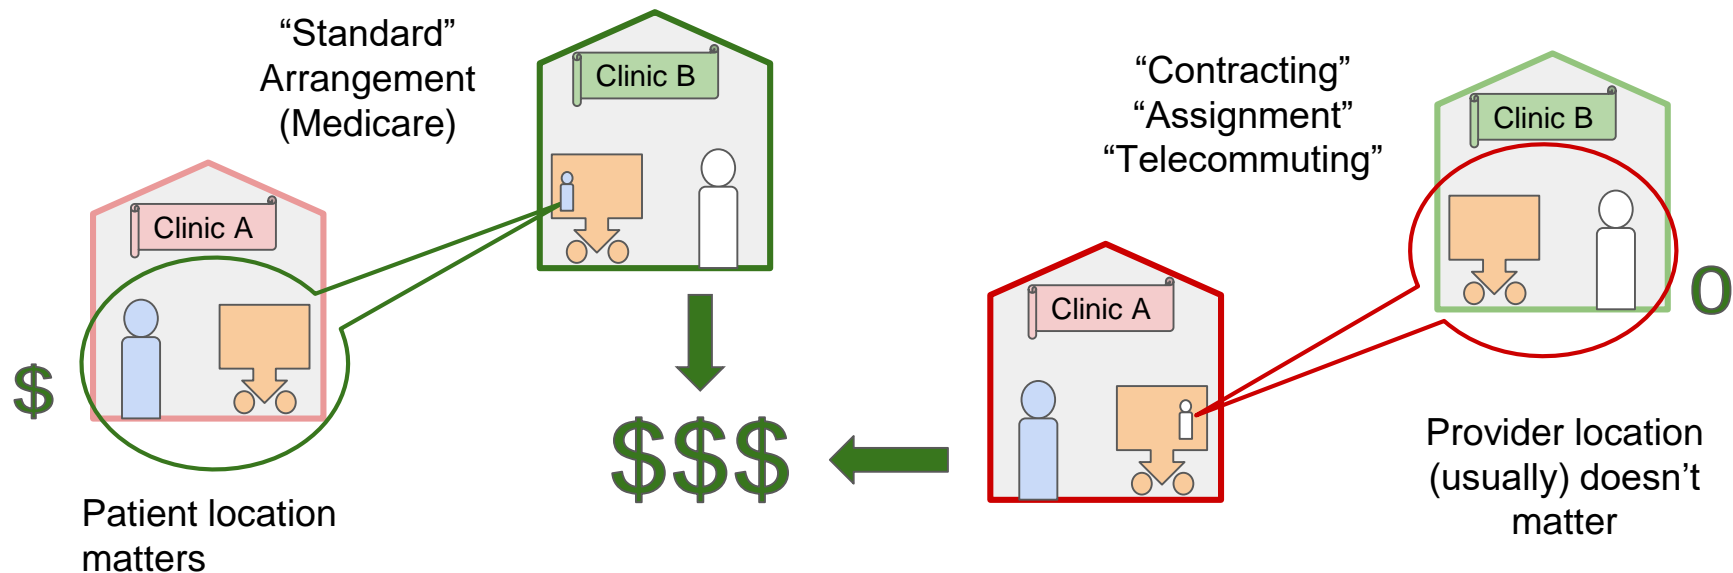 “Standard”
Arrangement
(Medicare)
Clinic B
Clinic A
$
Patient location
matters
$$$
“Contracting”
“Assignment”
“Telecommuting”
Clinic B
Clinic A
0
Provider location
(usually) doesn’t
matter